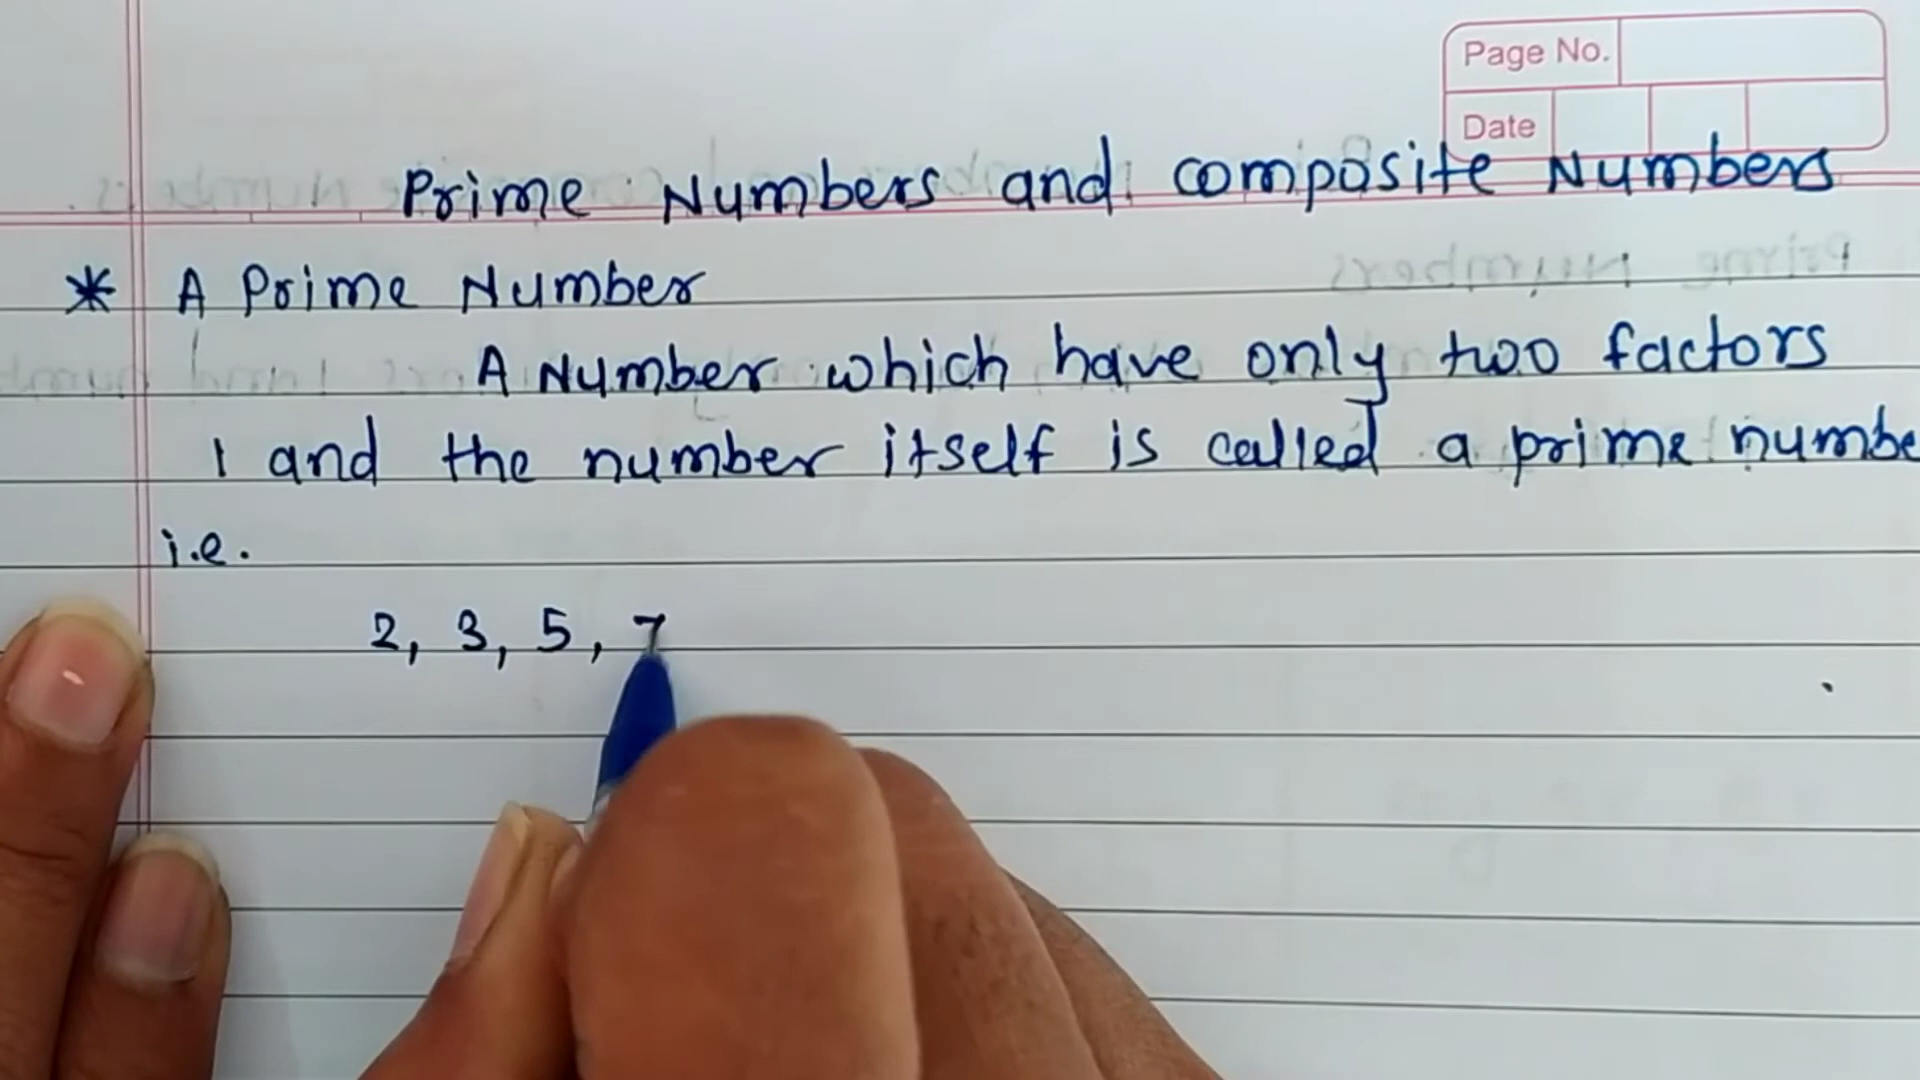 Page No.
Date
Prime Numbers and composite Numbers
* A Prime Number
A Number which have only two factors
1 and the number itself is called a prime numbe
i.e.
2, 3, 5, 7